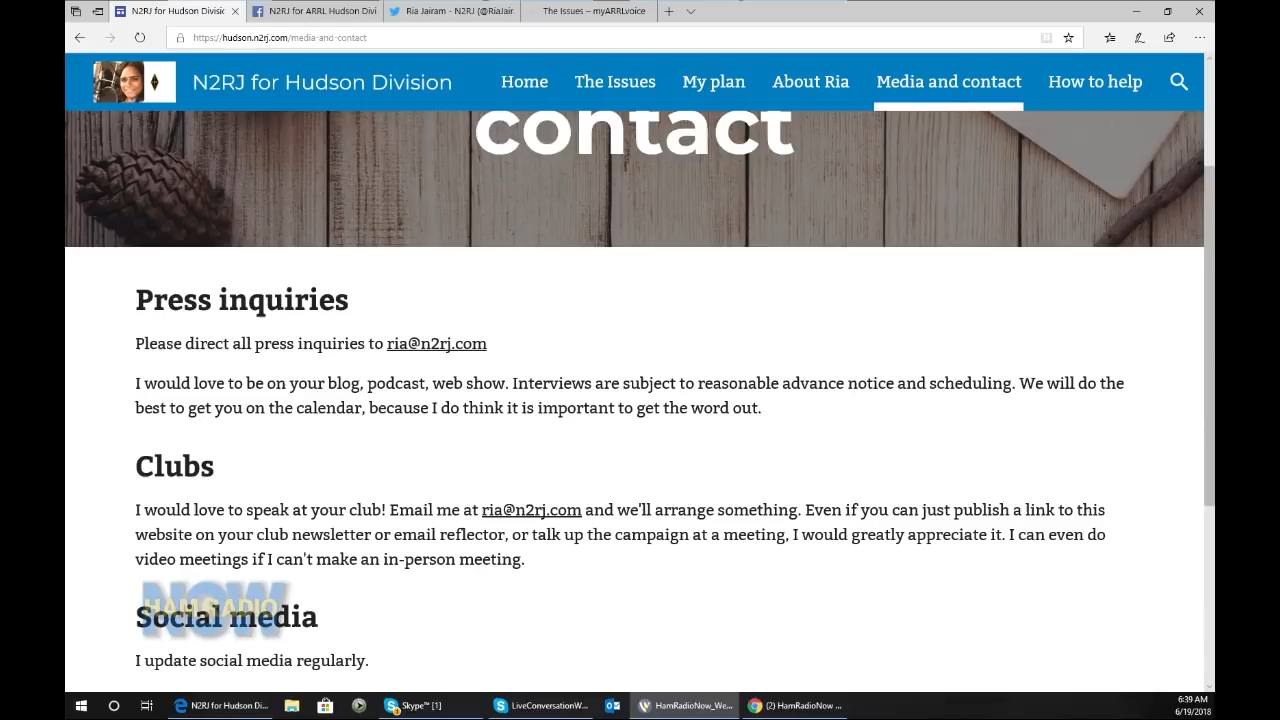 N2RJ for Hudson Divisi
N2RJ for ARRL Hudson Divi
Ria Jairam - N2RJ (@RiaJair
The Issues – myARRLvoice
https://hudson.n2rj.com/media-and-contact
N2RJ for Hudson Division
Home
The Issues
My plan
About Ria
Media and contact
How to help
contact
Press inquiries
Please direct all press inquiries to ria@n2rj.com
I would love to be on your blog, podcast, web show. Interviews are subject to reasonable advance notice and scheduling. We will do the
best to get you on the calendar, because I do think it is important to get the word out.
Clubs
I would love to speak at your club! Email me at ria@n2rj.com and we'll arrange something. Even if you can just publish a link to this
website on your club newsletter or email reflector, or talk up the campaign at a meeting, I would greatly appreciate it. I can even do
video meetings if I can't make an in-person meeting.
HAM RADIO
NOW
Social media
I update social media regularly.
N2RJ for Hudson Di...
Skype™ [1]
LiveConversationW...
HamRadioNow_We...
(2) HamRadioNow ...
6:39 AM
6/19/2018